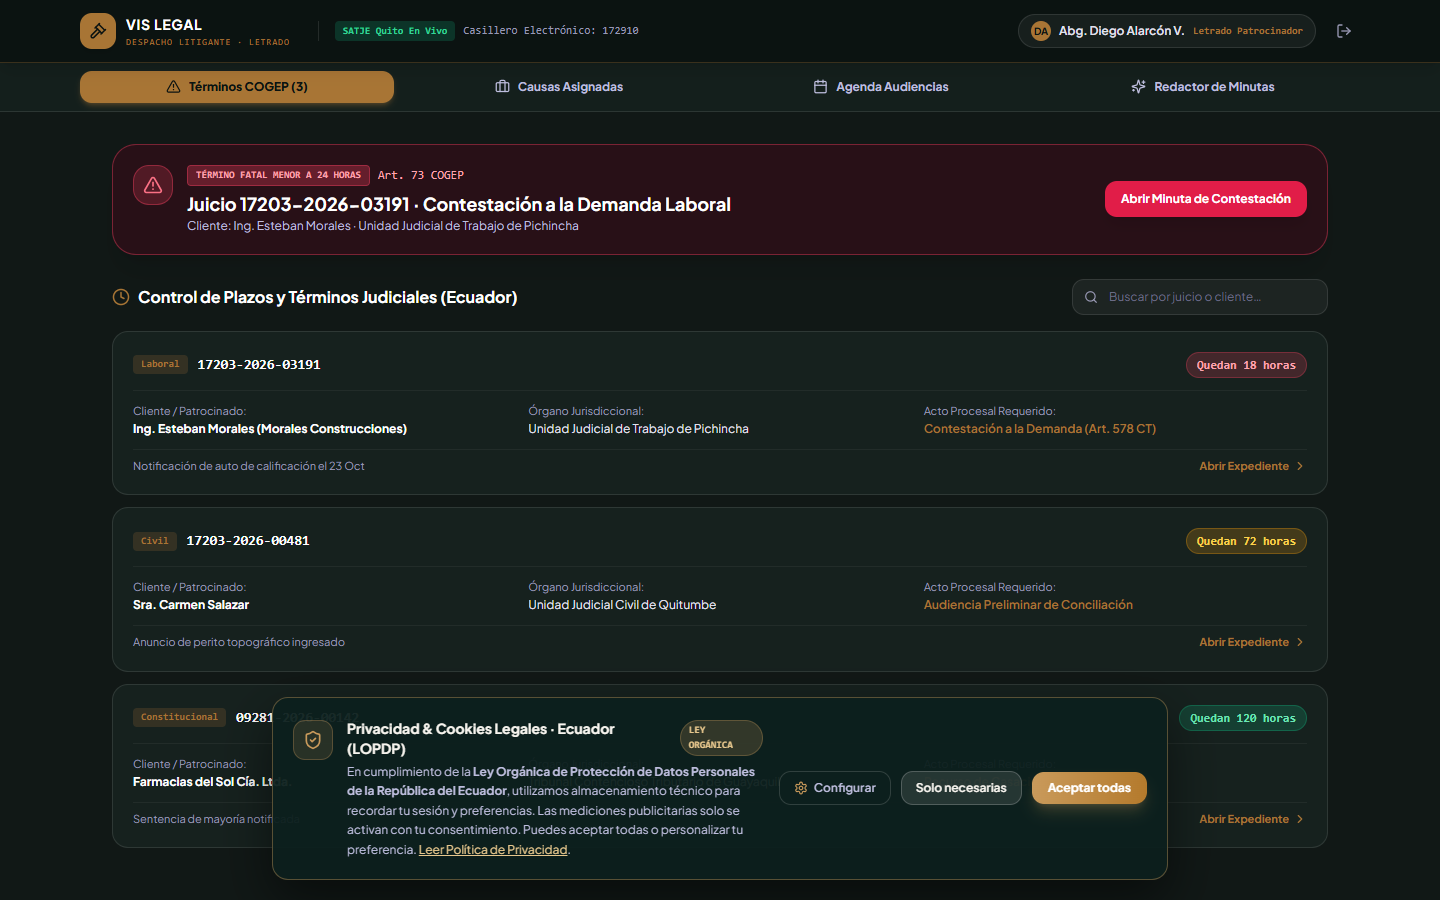 VIS LEGAL
DESPACHO LITIGANTE · LETRADO
SATJE Quito En Vivo
Casillero Electrónico: 172910
DA
Abg. Diego Alarcón V.
Letrado Patrocinador
Términos COGEP (3)
Causas Asignadas
Agenda Audiencias
Redactor de Minutas
TÉRMINO FATAL MENOR A 24 HORAS
Art. 73 COGEP
Juicio 17203-2026-03191 · Contestación a la Demanda Laboral
Cliente: Ing. Esteban Morales · Unidad Judicial de Trabajo de Pichincha
Abrir Minuta de Contestación
Control de Plazos y Términos Judiciales (Ecuador)
Buscar por juicio o cliente...
Laboral
17203-2026-03191
Quedan 18 horas
Cliente / Patrocinado:
Ing. Esteban Morales (Morales Construcciones)
Órgano Jurisdiccional:
Unidad Judicial de Trabajo de Pichincha
Acto Procesal Requerido:
Contestación a la Demanda (Art. 578 CT)
Notificación de auto de calificación el 23 Oct
Abrir Expediente
Civil
17203-2026-00481
Quedan 72 horas
Cliente / Patrocinado:
Sra. Carmen Salazar
Órgano Jurisdiccional:
Unidad Judicial Civil de Quitumbe
Acto Procesal Requerido:
Audiencia Preliminar de Conciliación
Anuncio de perito topográfico ingresado
Abrir Expediente
Constitucional
09281-2026-00142
Quedan 120 horas
Cliente / Patrocinado:
Farmacias del Sol Cía. Ltda.
Sentencia de mayoría notificada
Abrir Expediente
Privacidad & Cookies Legales · Ecuador
(LOPDP)
LEY
ORGÁNICA
En cumplimiento de la Ley Orgánica de Protección de Datos Personales
de la República del Ecuador, utilizamos almacenamiento técnico para
recordar tu sesión y preferencias. Las mediciones publicitarias solo se
activan con tu consentimiento. Puedes aceptar todas o personalizar tu
preferencia. Leer Política de Privacidad.
Configurar
Solo necesarias
Aceptar todas